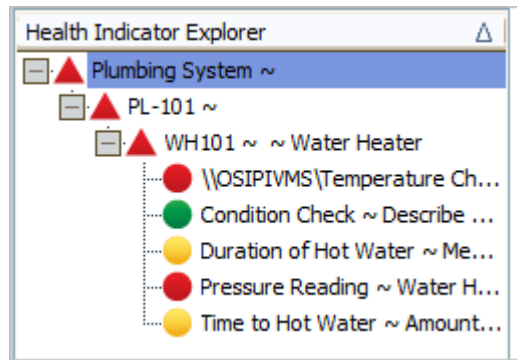 Health Indicator Explorer
Plumbing System ~
PL-101 ~
WH101 ~ ~ Water Heater
\\OSIPIVMS\Temperature Ch...
Condition Check ~ Describe ...
Duration of Hot Water ~ Me...
Pressure Reading ~ Water H...
Time to Hot Water ~ Amount...